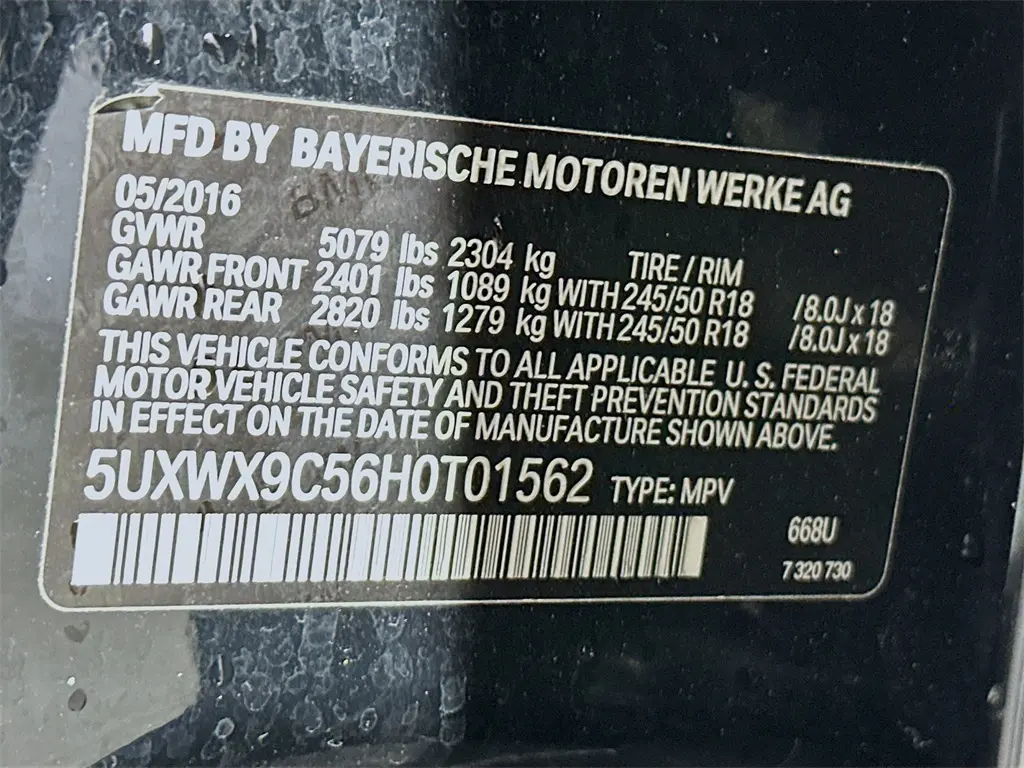 MFD BY BAYERISCHE MOTOREN WERKE AG
05/2016
GVWR 5079 lbs 2304 kg TIRE / RIM
GAWR FRONT 2401 lbs 1089 kg WITH 245/50 R18 /8.0J x 18
GAWR REAR 2820 lbs 1279 kg WITH 245/50 R18 /8.0J x 18
THIS VEHICLE CONFORMS TO ALL APPLICABLE U. S. FEDERAL
MOTOR VEHICLE SAFETY AND THEFT PREVENTION STANDARDS
IN EFFECT ON THE DATE OF MANUFACTURE SHOWN ABOVE.
5UXWX9C56H0T01562 TYPE: MPV
668U
7 320 730